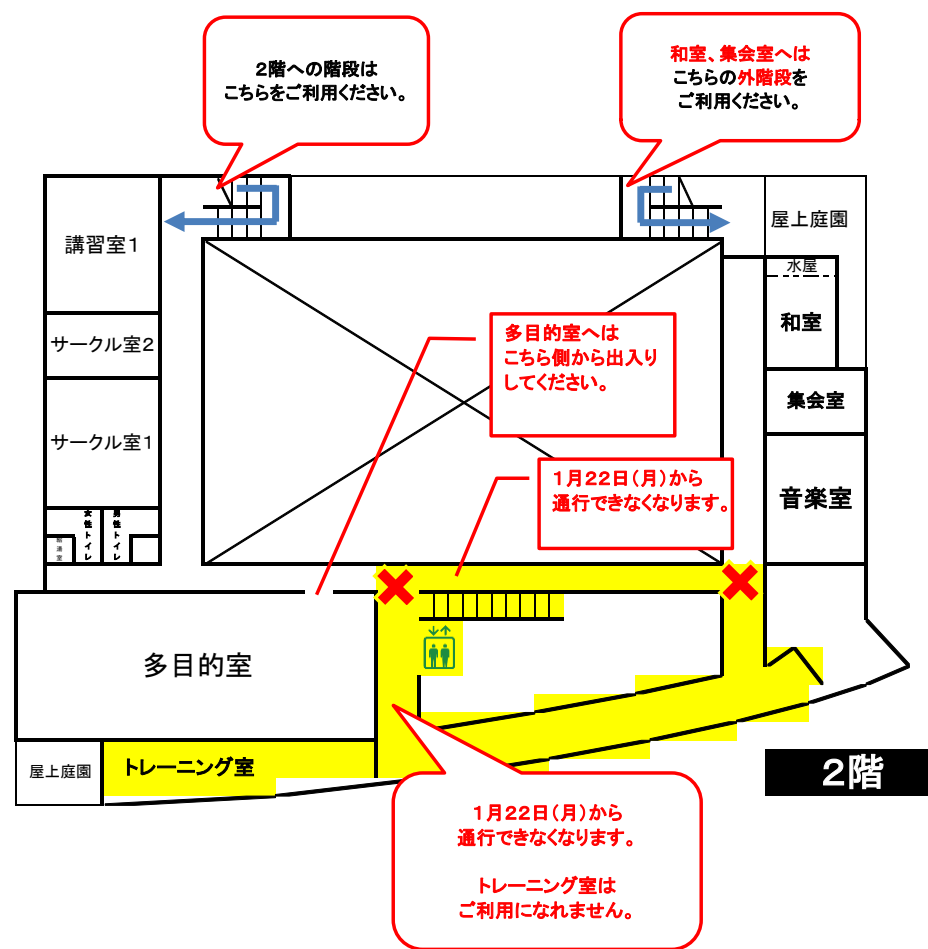 2階への階段は
こちらをご利用ください。
和室、集会室へは
こちらの外階段を
ご利用ください。
講習室1
屋上庭園
水屋
和室
サークル室2
多目的室へは
こちら側から出入り
してください。
集会室
サークル室1
1月22日(月)から
通行できなくなります。
音楽室
女性トイレ
男性トイレ
給湯室
多目的室
屋上庭園
トレーニング室
2階
1月22日(月)から
通行できなくなります。
トレーニング室は
ご利用になれません。